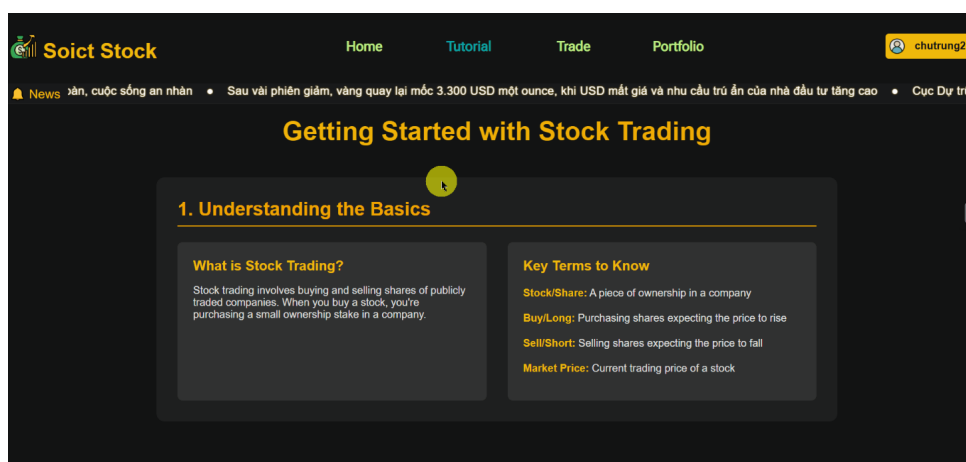 Soict Stock
Home
Tutorial
Trade
Portfolio
chutrung2
News
cuộc sống an nhàn • Sau vài phiên giảm, vàng quay lại mốc 3.300 USD một ounce, khi USD mất giá và nhu cầu trú ẩn của nhà đầu tư tăng cao • Cục Dự
Getting Started with Stock Trading
1. Understanding the Basics
What is Stock Trading?
Stock trading involves buying and selling shares of publicly
traded companies. When you buy a stock, you're
purchasing a small ownership stake in a company.
Key Terms to Know
Stock/Share: A piece of ownership in a company
Buy/Long: Purchasing shares expecting the price to rise
Sell/Short: Selling shares expecting the price to fall
Market Price: Current trading price of a stock